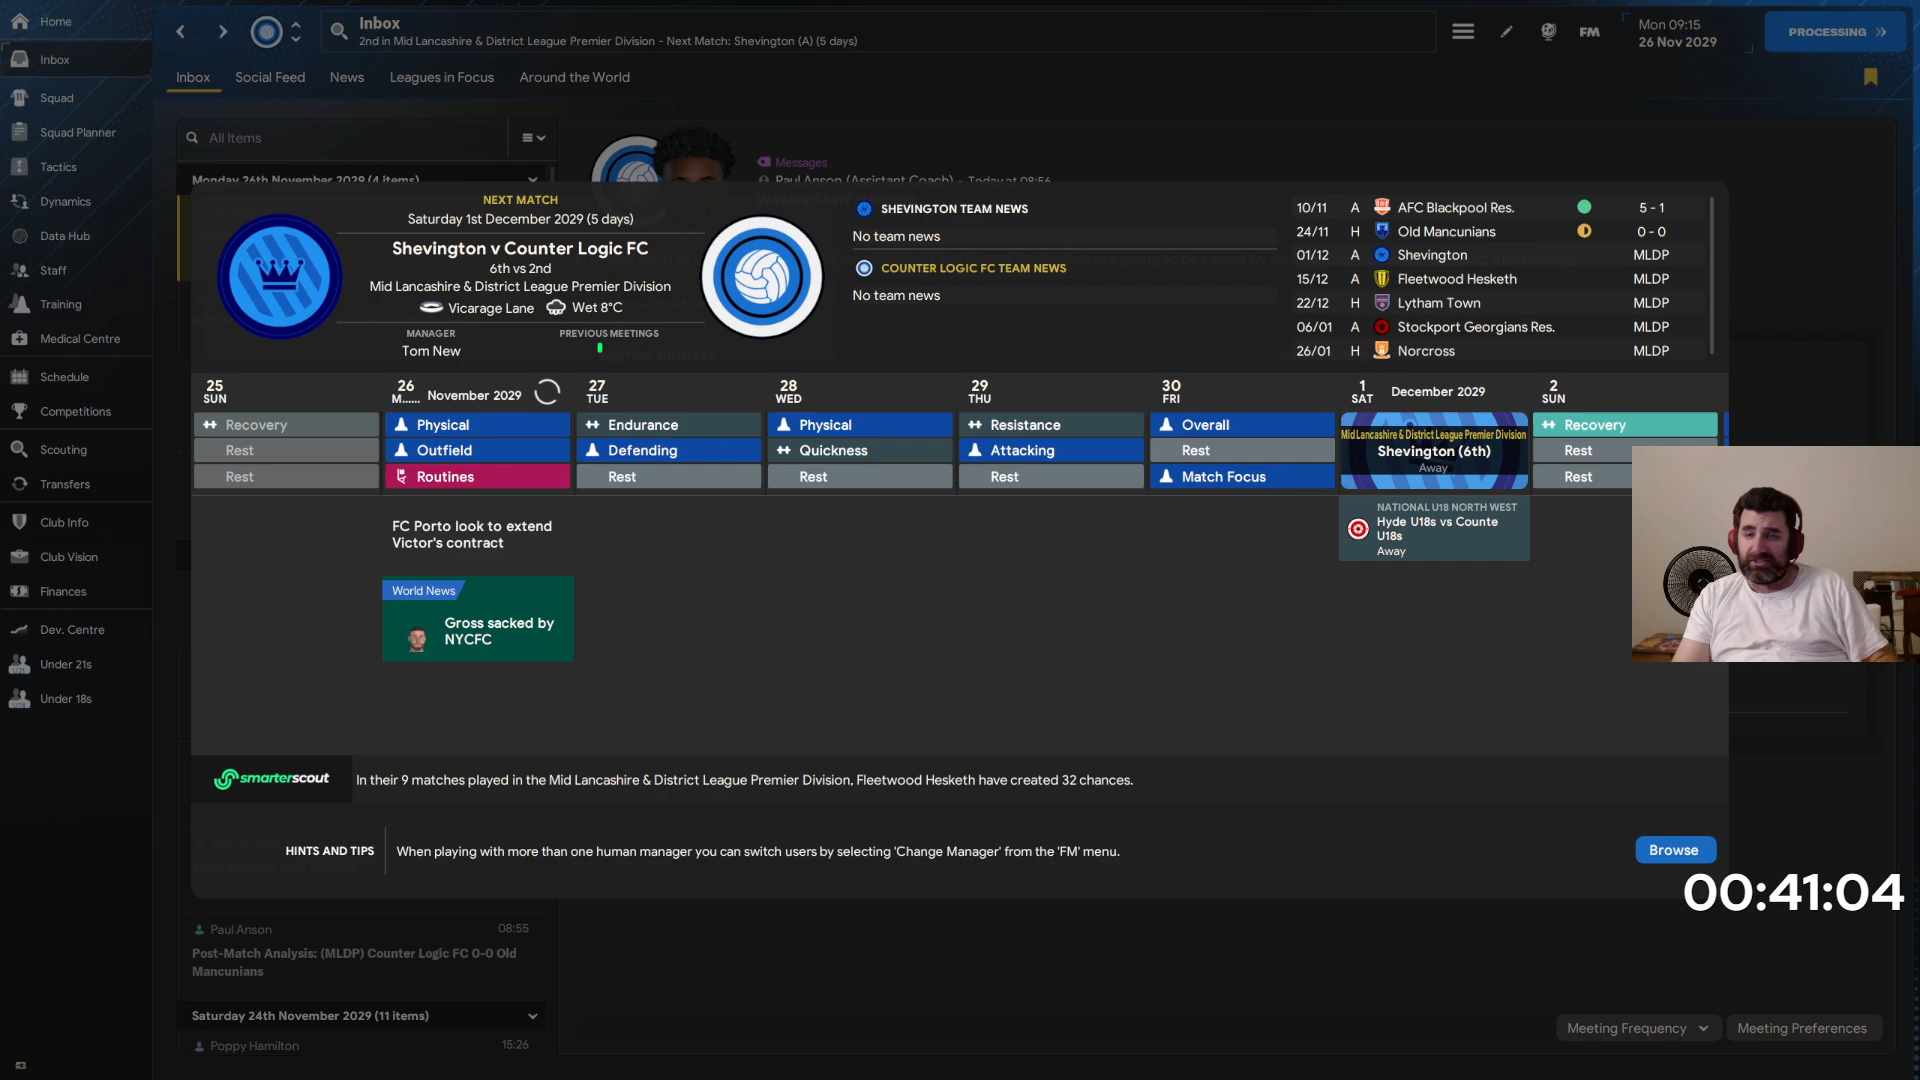 Home
Inbox
2nd in Mid Lancashire & District League Premier Division - Next Match: Shevington (A) (5 days)
FM
Mon 09:15
26 Nov 2029
PROCESSING
Inbox
Squad
Squad Planner
Tactics
Dynamics
Data Hub
Staff
Training
Medical Centre
Schedule
Competitions
Scouting
Transfers
Club Info
Club Vision
Finances
Dev. Centre
Under 21s
Under 18s
Inbox Social Feed News Leagues in Focus Around the World
All Items
Monday 26th November 2029 (4 items)
Messages
Paul Anson (Assistant Coach) - Today at 08:56
NEXT MATCH
Saturday 1st December 2029 (5 days)
Shevington v Counter Logic FC
6th vs 2nd
Mid Lancashire & District League Premier Division
Vicarage Lane Wet 8°C
MANAGER
Tom New
PREVIOUS MEETINGS
SHEVINGTON TEAM NEWS
No team news
COUNTER LOGIC FC TEAM NEWS
No team news
10/11 A AFC Blackpool Res. 5 - 1
24/11 H Old Mancunians 0 - 0
01/12 A Shevington MLDP
15/12 A Fleetwood Hesketh MLDP
22/12 H Lytham Town MLDP
06/01 A Stockport Georgians Res. MLDP
26/01 H Norcross MLDP
25 SUN
26 M...... November 2029
27 TUE
28 WED
29 THU
30 FRI
1 SAT December 2029
2 SUN
Recovery Physical Endurance Physical Resistance Overall Recovery
Rest Outfield Defending Quickness Attacking Rest Rest
Rest Routines Rest Rest Rest Match Focus Rest
Mid Lancashire & District League Premier Division
Shevington (6th)
Away
NATIONAL U18 NORTH WEST
Hyde U18s vs Counte
U18s
Away
FC Porto look to extend
Victor's contract
World News
Gross sacked by
NYCFC
smarterscout
In their 9 matches played in the Mid Lancashire & District League Premier Division, Fleetwood Hesketh have created 32 chances.
HINTS AND TIPS
When playing with more than one human manager you can switch users by selecting 'Change Manager' from the 'FM' menu.
Browse
00:41:04
Paul Anson 08:55
Post-Match Analysis: (MLDP) Counter Logic FC 0-0 Old
Mancunians
Saturday 24th November 2029 (11 items)
Poppy Hamilton 15:26
Meeting Frequency
Meeting Preferences